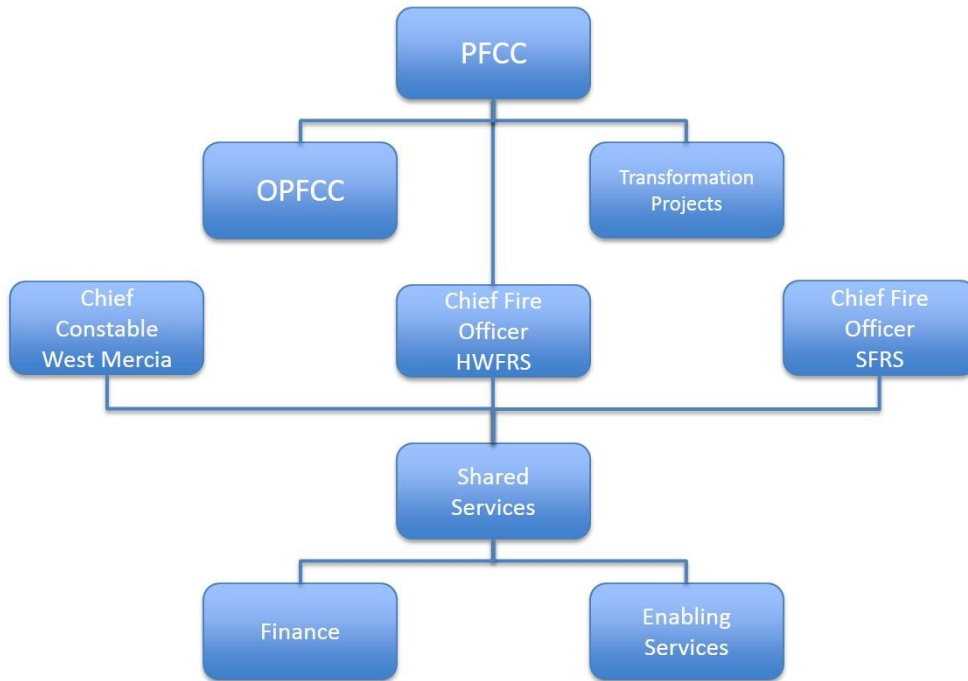 PFCC
OPFCC
Transformation
Projects
Chief
Constable
West Mercia
Chief Fire
Officer
HWFRS
Chief Fire
Officer
SFRS
Shared
Services
Finance
Enabling
Services